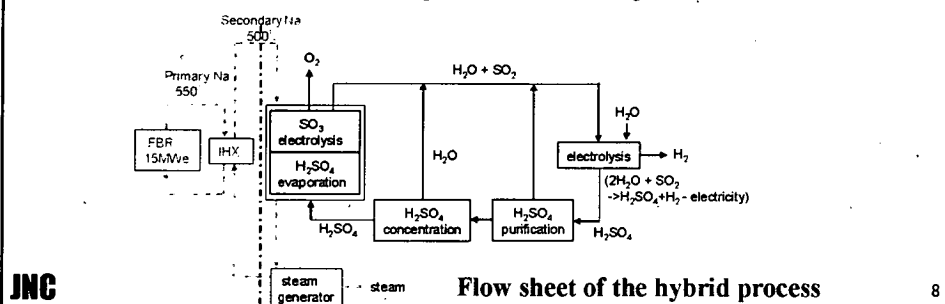 Secondary Na
500
O₂
H₂O + SO₂
Primary Na
550
H₂O
SO₃
electrolysis
FBR
15MWe
IHX
electrolysis
H₂
H₂O
H₂SO₄
evaporation
(2H₂O + SO₂
->H₂SO₄+H₂ - electricity)
H₂SO₄
concentration
H₂SO₄
purification
H₂SO₄
H₂SO₄
JNC
steam
generator
steam
Flow sheet of the hybrid process
8